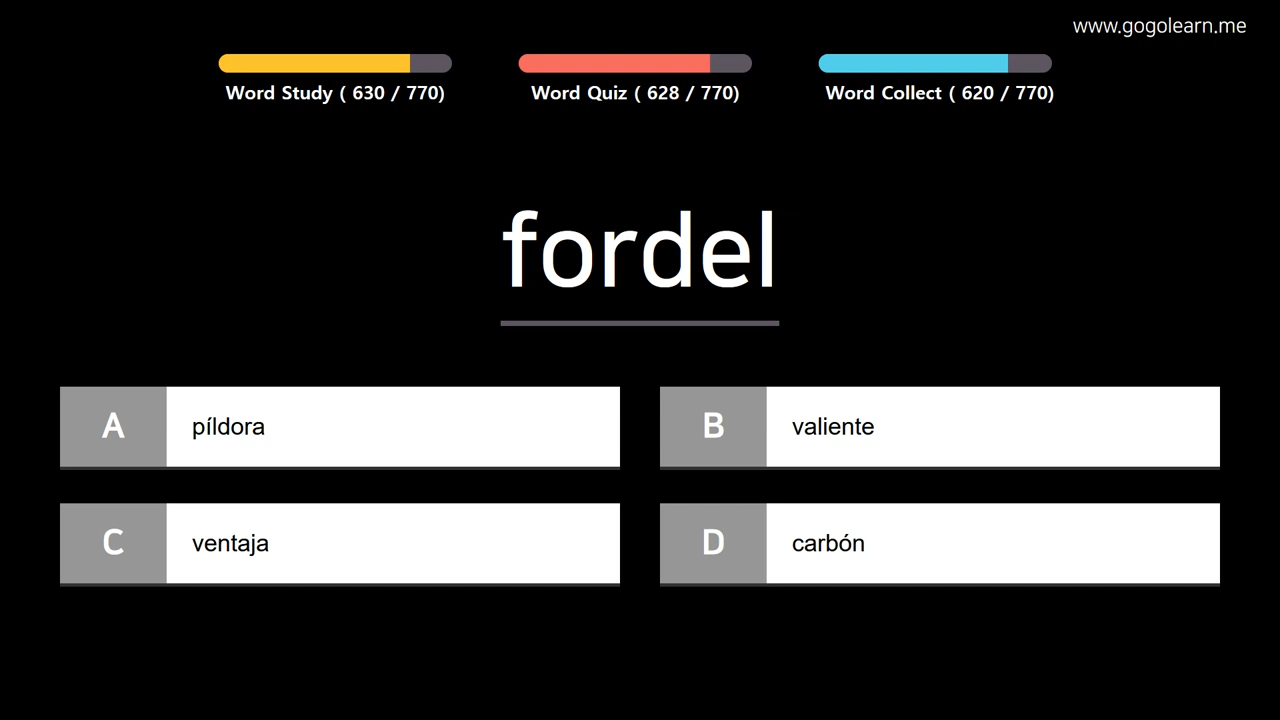 www.gogolearn.me
Word Study ( 630 / 770)
Word Quiz ( 628 / 770)
Word Collect ( 620 / 770)
fordel
A píldora
B valiente
C ventaja
D carbón